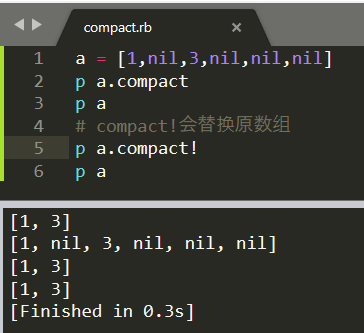 compact.rb
1 a = [1,nil,3,nil,nil,nil]
2 p a.compact
3 p a
4 # compact!会替换原数组
5 p a.compact!
6 p a
[1, 3]
[1, nil, 3, nil, nil, nil]
[1, 3]
[1, 3]
[Finished in 0.3s]